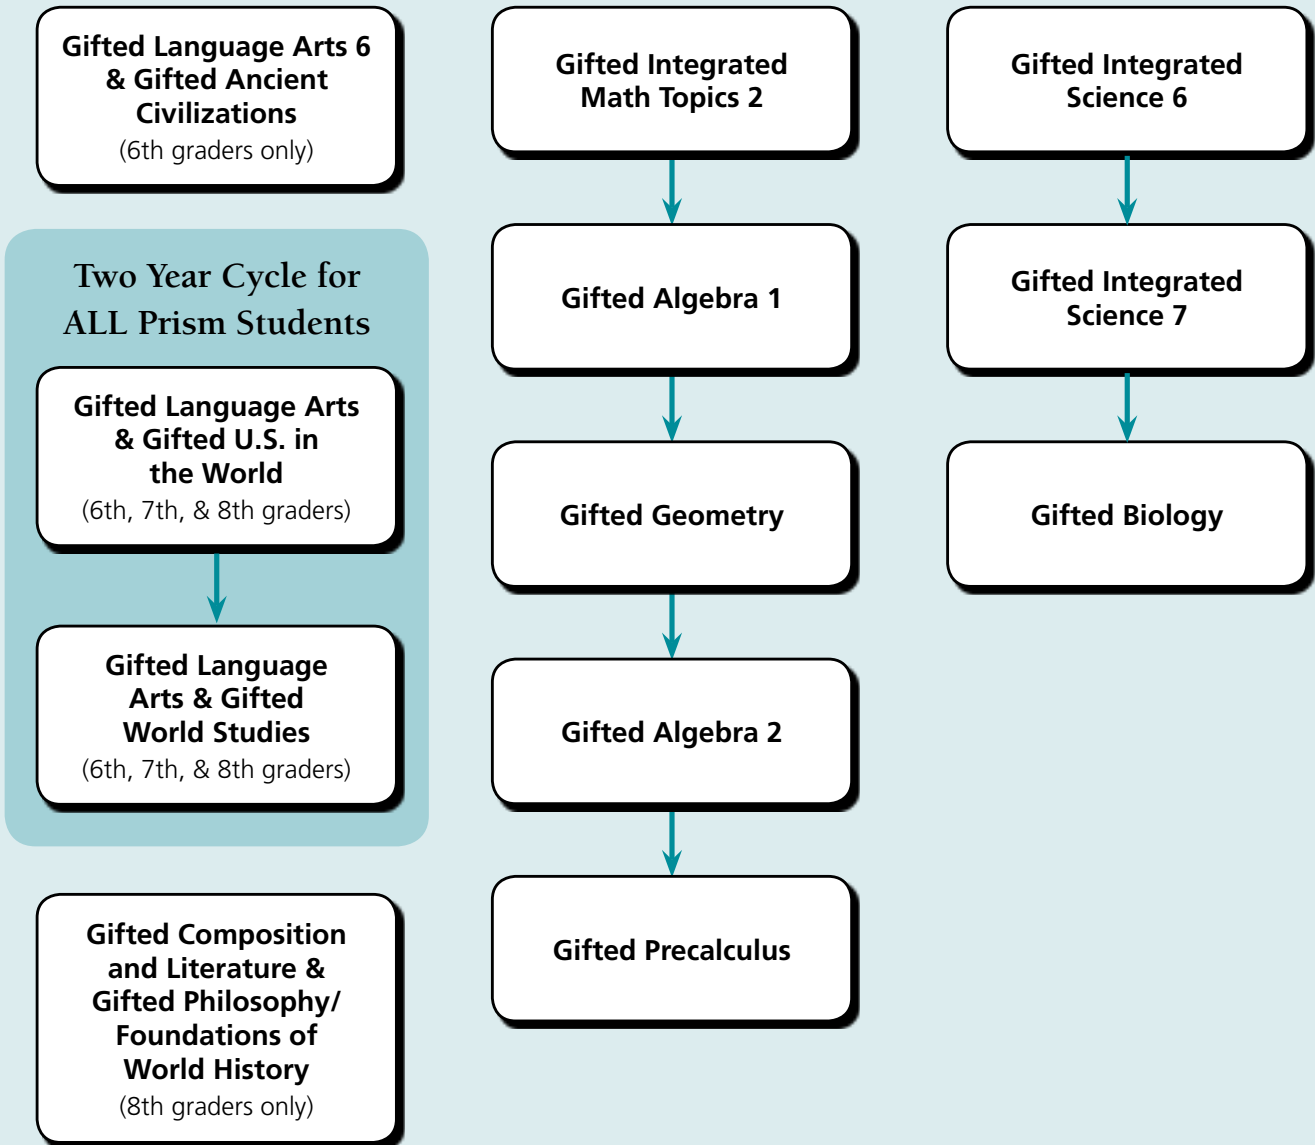 Gifted Language Arts 6
& Gifted Ancient
Civilizations
(6th graders only)
Two Year Cycle for
ALL Prism Students
Gifted Language Arts
& Gifted U.S. in
the World
(6th, 7th, & 8th graders)
Gifted Language
Arts & Gifted
World Studies
(6th, 7th, & 8th graders)
Gifted Composition
and Literature &
Gifted Philosophy/
Foundations of
World History
(8th graders only)
Gifted Integrated
Math Topics 2
Gifted Algebra 1
Gifted Geometry
Gifted Algebra 2
Gifted Precalculus
Gifted Integrated
Science 6
Gifted Integrated
Science 7
Gifted Biology